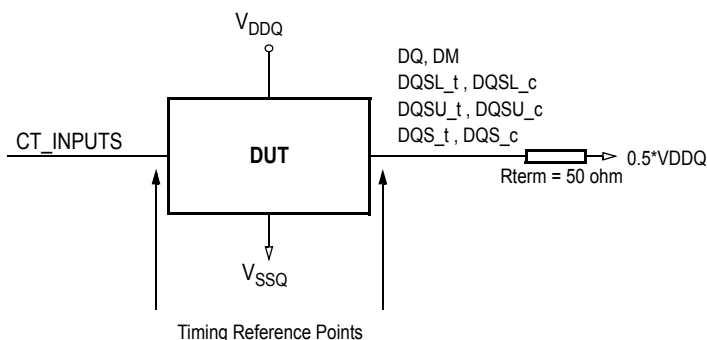 VDDQ
DQ, DM
DQSL_t , DQSL_c
DQSU_t , DQSU_c
DQS_t , DQS_c
CT_INPUTS
DUT
0.5*VDDQ
Rterm = 50 ohm
VSSQ
Timing Reference Points